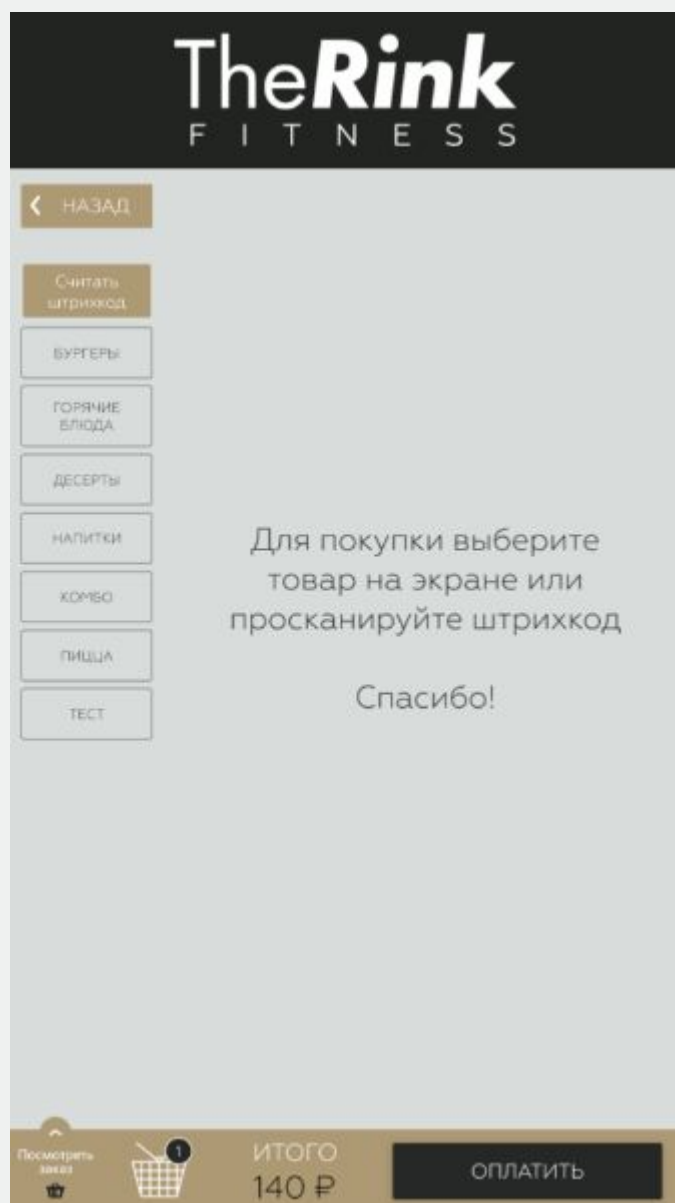 TheRink
FITNESS
НАЗАД
Считать
штрихкод
БУРГЕРЫ
ГОРЯЧИЕ
БЛЮДА
ДЕСЕРТЫ
НАПИТКИ
КОМБО
ПИЦЦА
ТЕСТ
Для покупки выберите
товар на экране или
просканируйте штрихкод
Спасибо!
Посмотреть
заказ
1
ИТОГО
140 ₽
ОПЛАТИТЬ